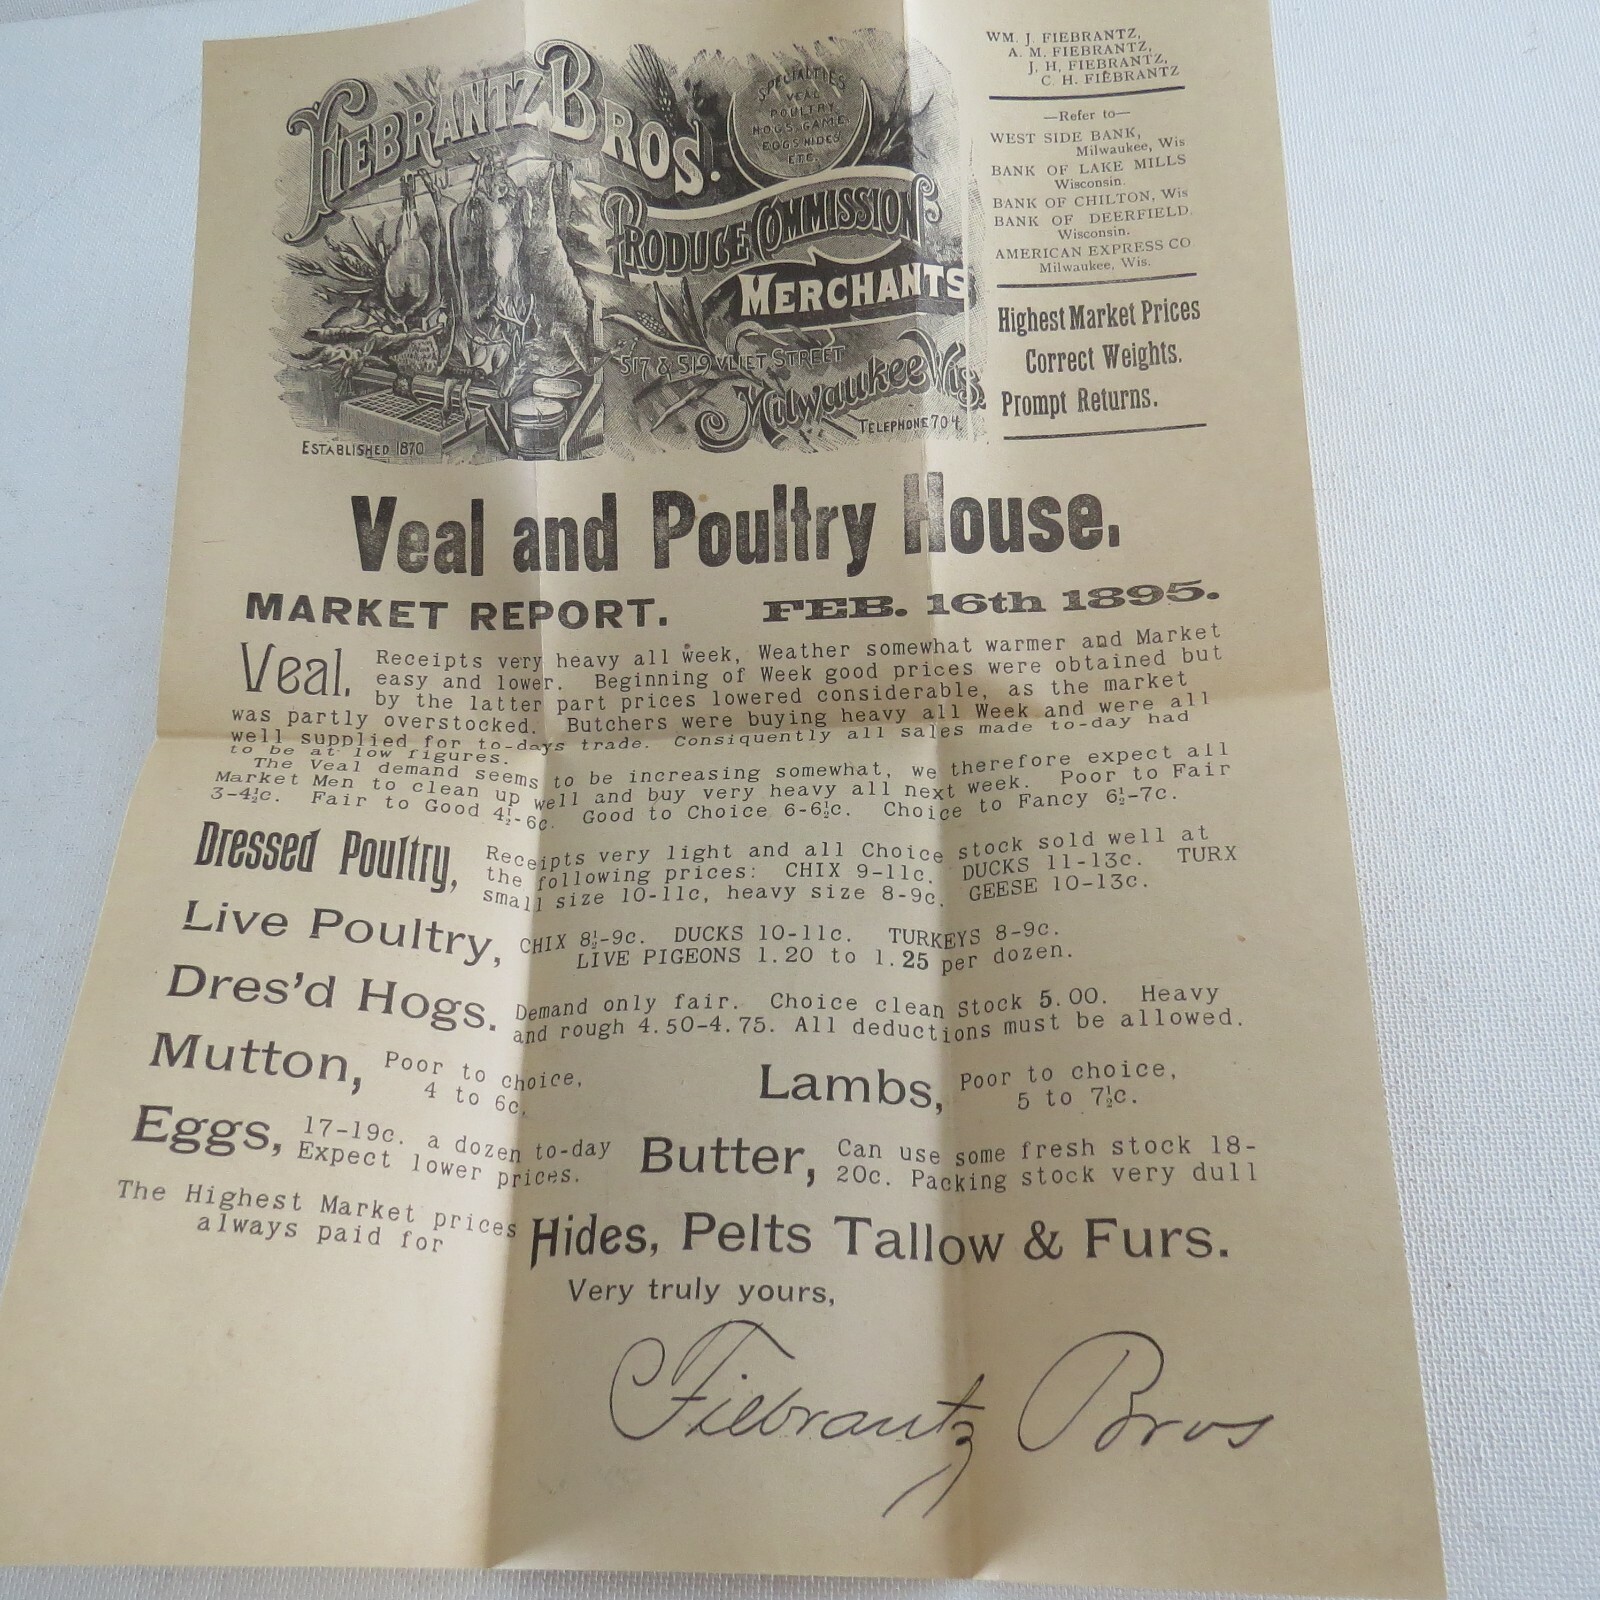 FIEBRANTZ BROS.
SPECIALTIES
VEAL
POULTRY
HOGS, GAME,
EGGS HIDES
ETC.
PRODUCE COMMISSION
MERCHANTS
517 & 519 VLIET STREET
Milwaukee Wis.
TELEPHONE 704.
ESTABLISHED 1870
WM. J. FIEBRANTZ,
A. M. FIEBRANTZ,
J. H, FIEBRANTZ,
C. H. FIEBRANTZ
—Refer to—
WEST SIDE BANK,
Milwaukee, Wis
BANK OF LAKE MILLS
Wisconsin.
BANK OF CHILTON, Wis
BANK OF DEERFIELD,
Wisconsin.
AMERICAN EXPRESS CO
Milwaukee, Wis.
Highest Market Prices
Correct Weights.
Prompt Returns.
Veal and Poultry House.
MARKET REPORT. FEB. 16th 1895.
Veal. Receipts very heavy all week, Weather somewhat warmer and Market
easy and lower. Beginning of Week good prices were obtained but
by the latter part prices lowered considerable, as the market
was partly overstocked. Butchers were buying heavy all Week and were all
well supplied for to-days trade. Consiquently all sales made to-day had
to be at low figures.
The Veal demand seems to be increasing somewhat, we therefore expect all
Market Men to clean up well and buy very heavy all next week. Poor to Fair
3-4½c. Fair to Good 4½-6c. Good to Choice 6-6½c. Choice to Fancy 6½-7c.
Dressed Poultry, Receipts very light and all Choice stock sold well at
the following prices: CHIX 9-11c. DUCKS 11-13c. TURX
small size 10-11c, heavy size 8-9c. GEESE 10-13c.
Live Poultry, CHIX 8½-9c. DUCKS 10-11c. TURKEYS 8-9c.
LIVE PIGEONS 1.20 to 1.25 per dozen.
Dres'd Hogs. Demand only fair. Choice clean Stock 5.00. Heavy
and rough 4.50-4.75. All deductions must be allowed.
Mutton, Poor to choice,
4 to 6c.
Lambs, Poor to choice,
5 to 7½c.
Eggs, 17-19c. a dozen to-day
Expect lower prices.
Butter, Can use some fresh stock 18-
20c. Packing stock very dull
The Highest Market prices
always paid for
Hides, Pelts Tallow & Furs.
Very truly yours,
Fiebrantz Bros